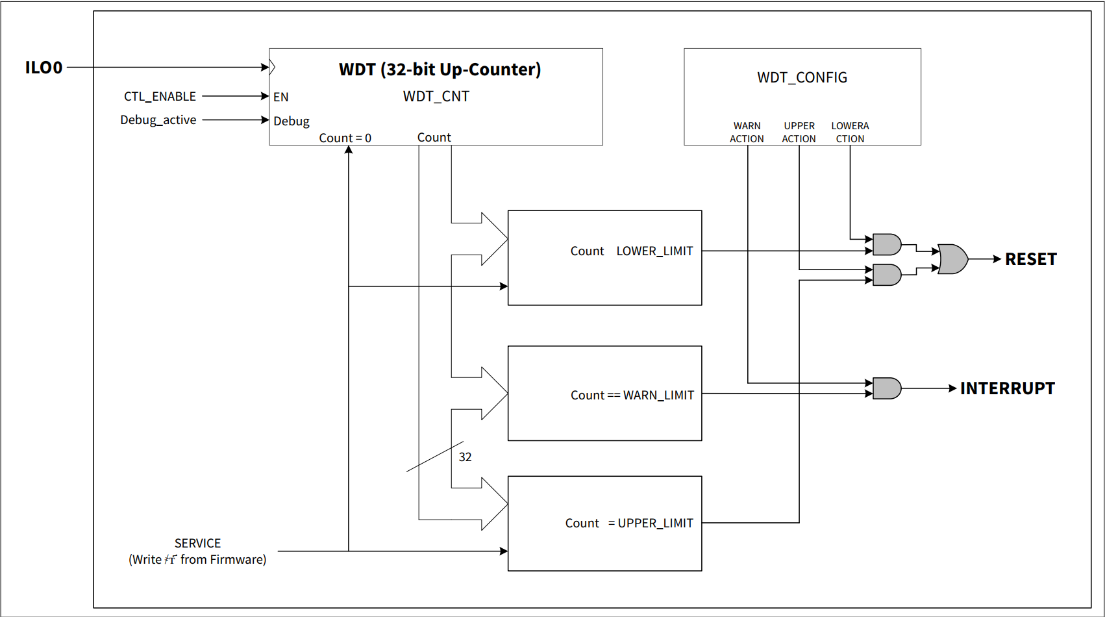 ILO0
WDT (32-bit Up-Counter)
WDT_CNT
CTL_ENABLE
EN
Debug_active
Debug
Count = 0
Count
WDT_CONFIG
WARN
ACTION
UPPER
ACTION
LOWERA
CTION
Count LOWER_LIMIT
RESET
Count == WARN_LIMIT
INTERRUPT
32
Count = UPPER_LIMIT
SERVICE
(Write from Firmware)